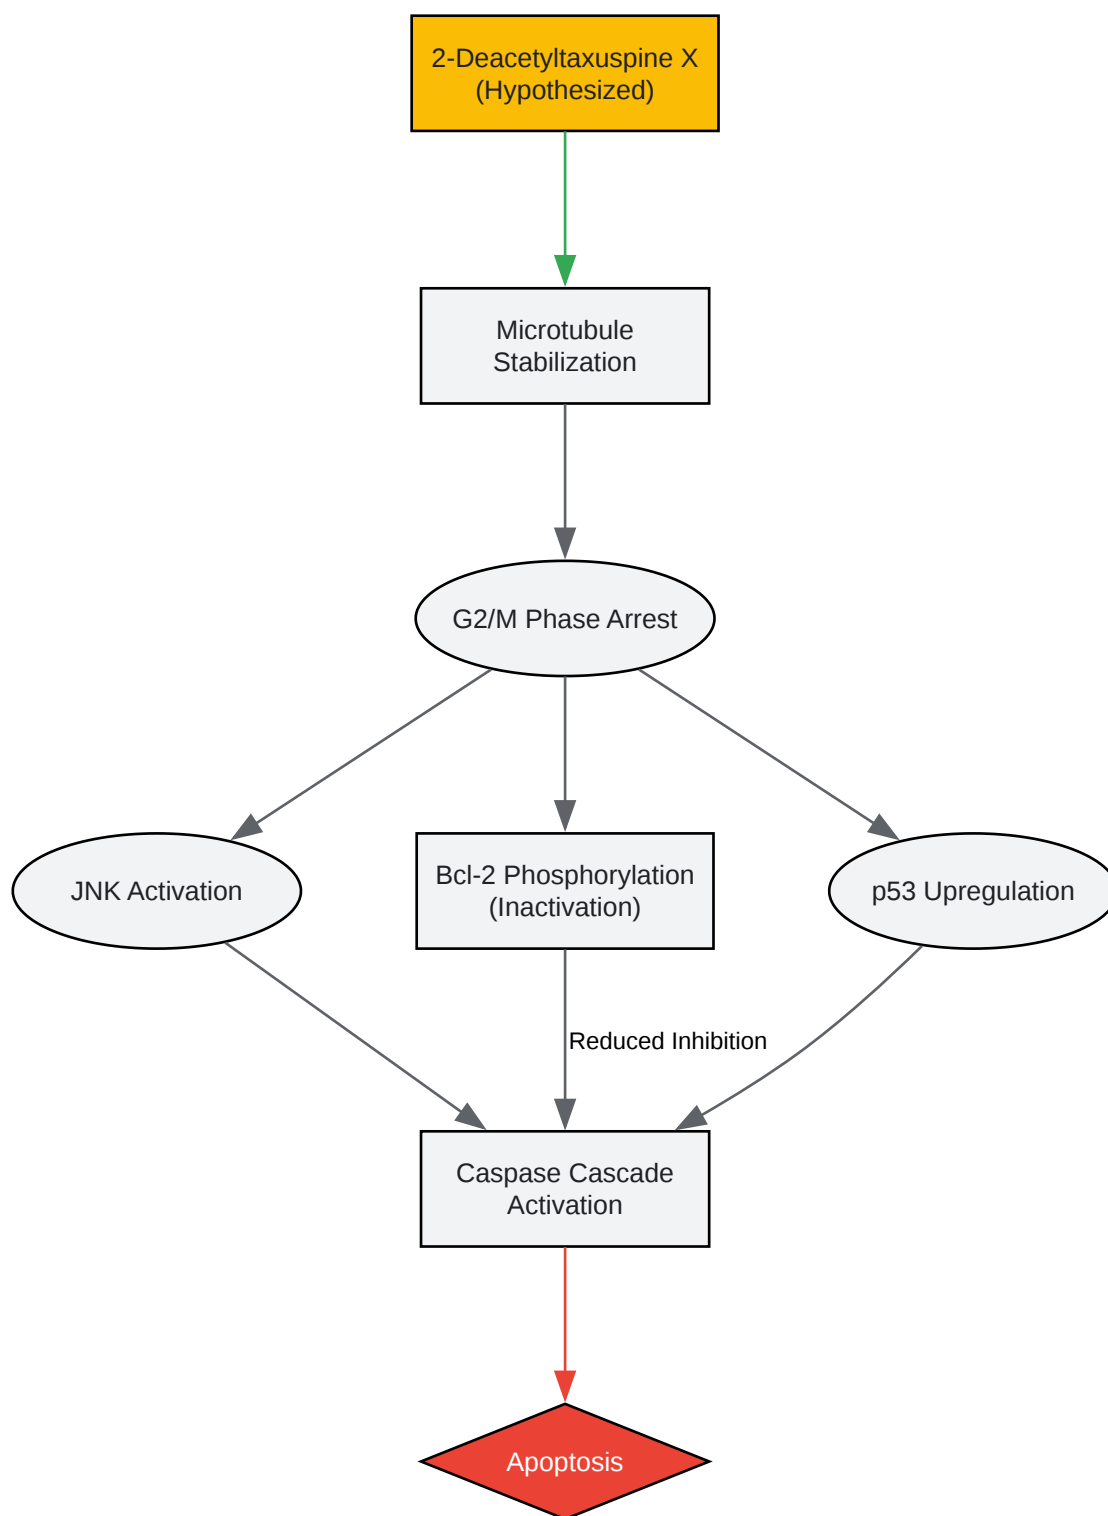 2-Deacetyltaxuspine X
(Hypothesized)
Microtubule
Stabilization
G2/M Phase Arrest
JNK Activation
Bcl-2 Phosphorylation
(Inactivation)
p53 Upregulation
Reduced Inhibition
Caspase Cascade
Activation
Apoptosis